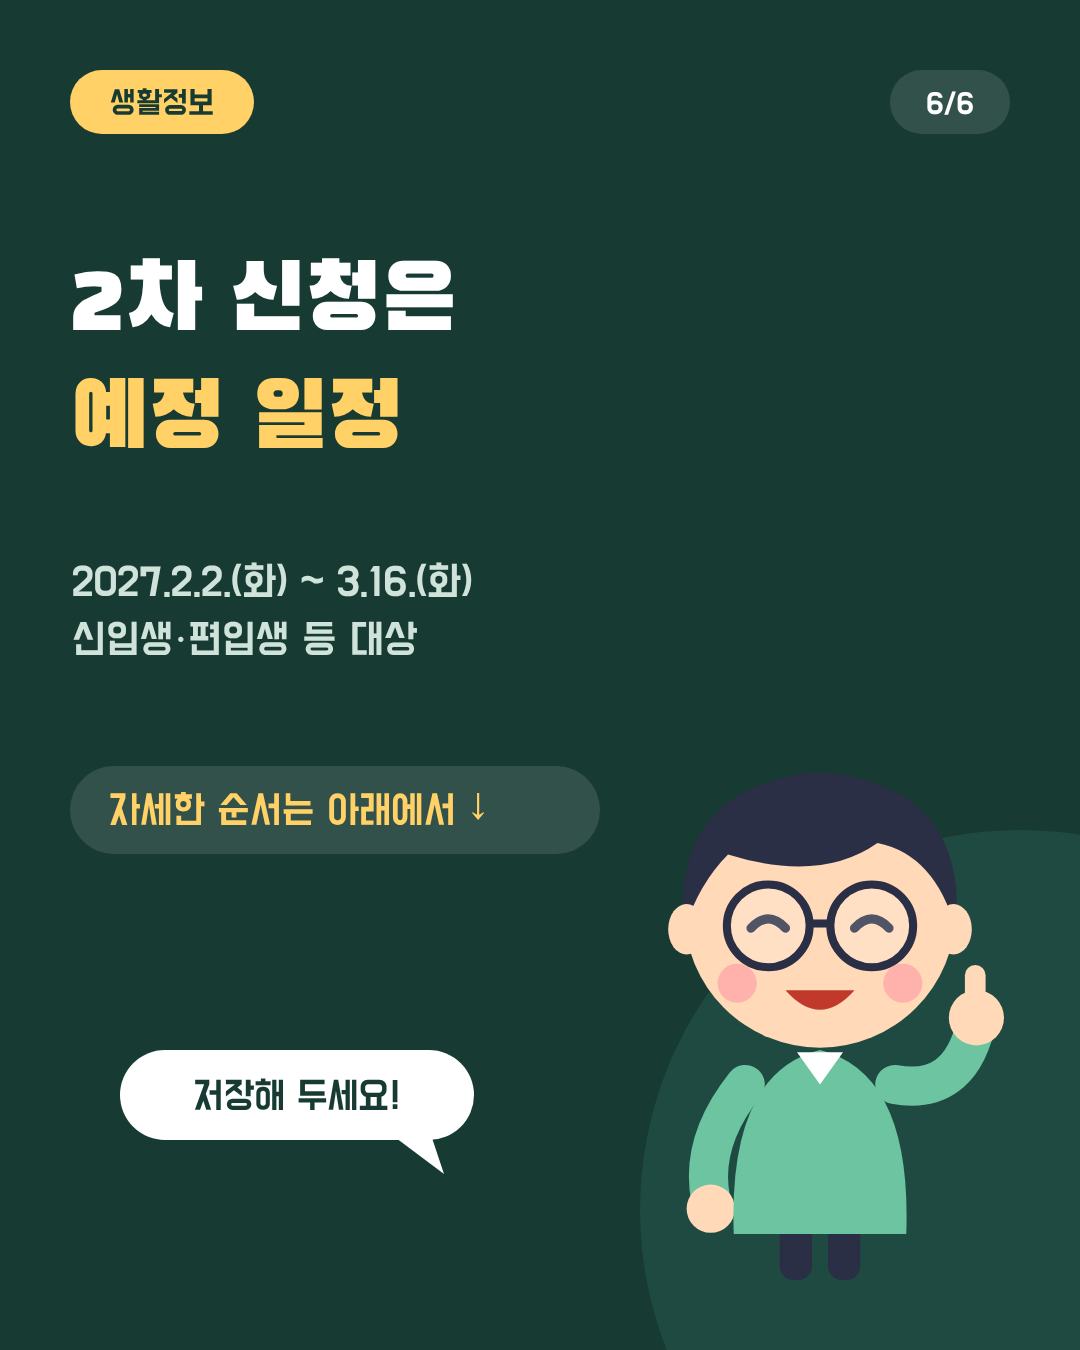 생활정보
6/6
2차 신청은
예정 일정
2027.2.2.(화) ~ 3.16.(화)
신입생·편입생 등 대상
자세한 순서는 아래에서 ↓
저장해 두세요!